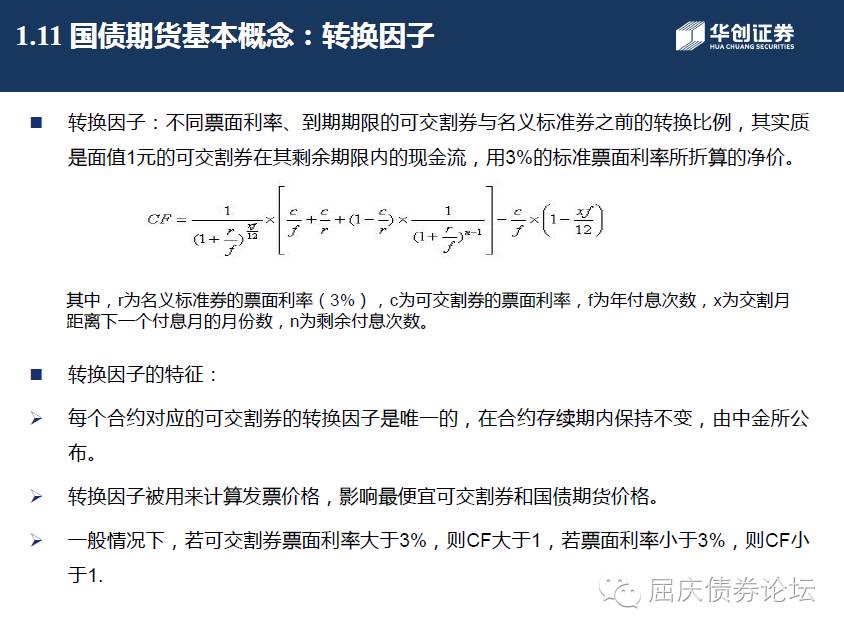 1.11 国债期货基本概念：转换因子
华创证券
HUA CHUANG SECURITIES
■ 转换因子：不同票面利率、到期期限的可交割券与名义标准券之前的转换比例，其实质
是面值1元的可交割券在其剩余期限内的现金流，用3%的标准票面利率所折算的净价。
CF = \frac{1}{(1+\frac{r}{f})^{\frac{xf}{12}}} × [\frac{c}{f} + \frac{c}{r} + (1-\frac{c}{r}) × \frac{1}{(1+\frac{r}{f})^{n-1}}] - \frac{c}{f} × (1-\frac{xf}{12})
其中，r为名义标准券的票面利率（3%），c为可交割券的票面利率，f为年付息次数，x为交割月
距离下一个付息月的月份数，n为剩余付息次数。
■ 转换因子的特征：
➢ 每个合约对应的可交割券的转换因子是唯一的，在合约存续期内保持不变，由中金所公
布。
➢ 转换因子被用来计算发票价格，影响最便宜可交割券和国债期货价格。
➢ 一般情况下，若可交割券票面利率大于3%，则CF大于1，若票面利率小于3%，则CF小
于1.
屈庆债券论坛